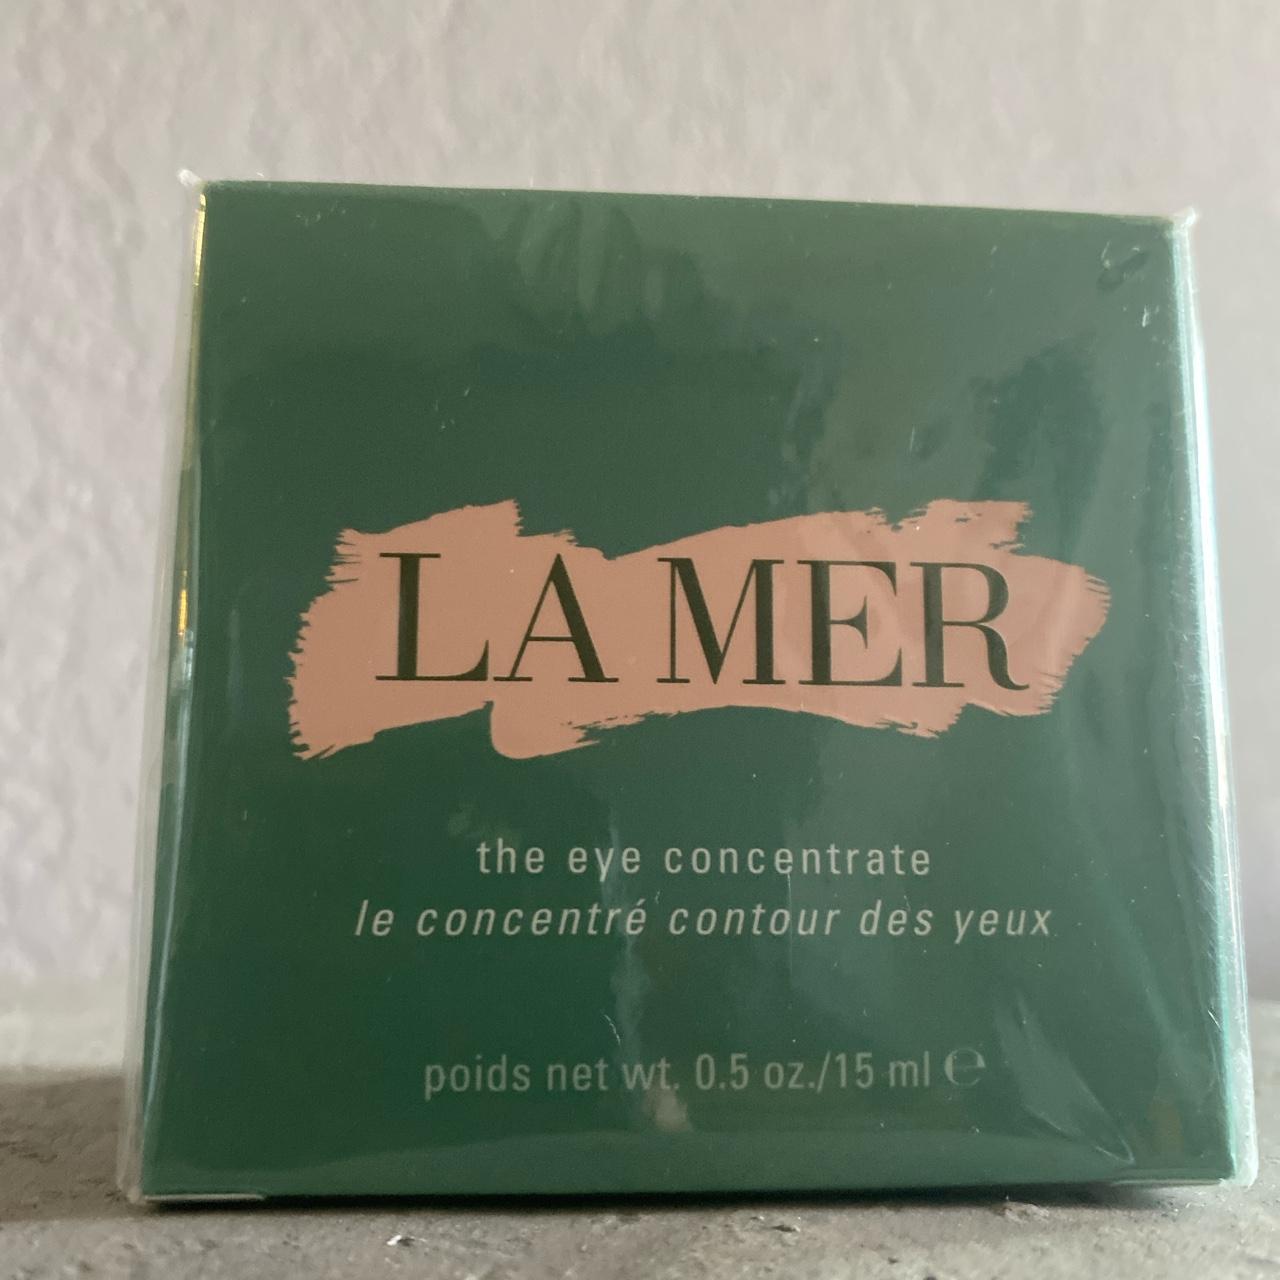 LA MER
the eye concentrate
le concentré contour des yeux
poids net wt. 0.5 oz./15 ml ℮